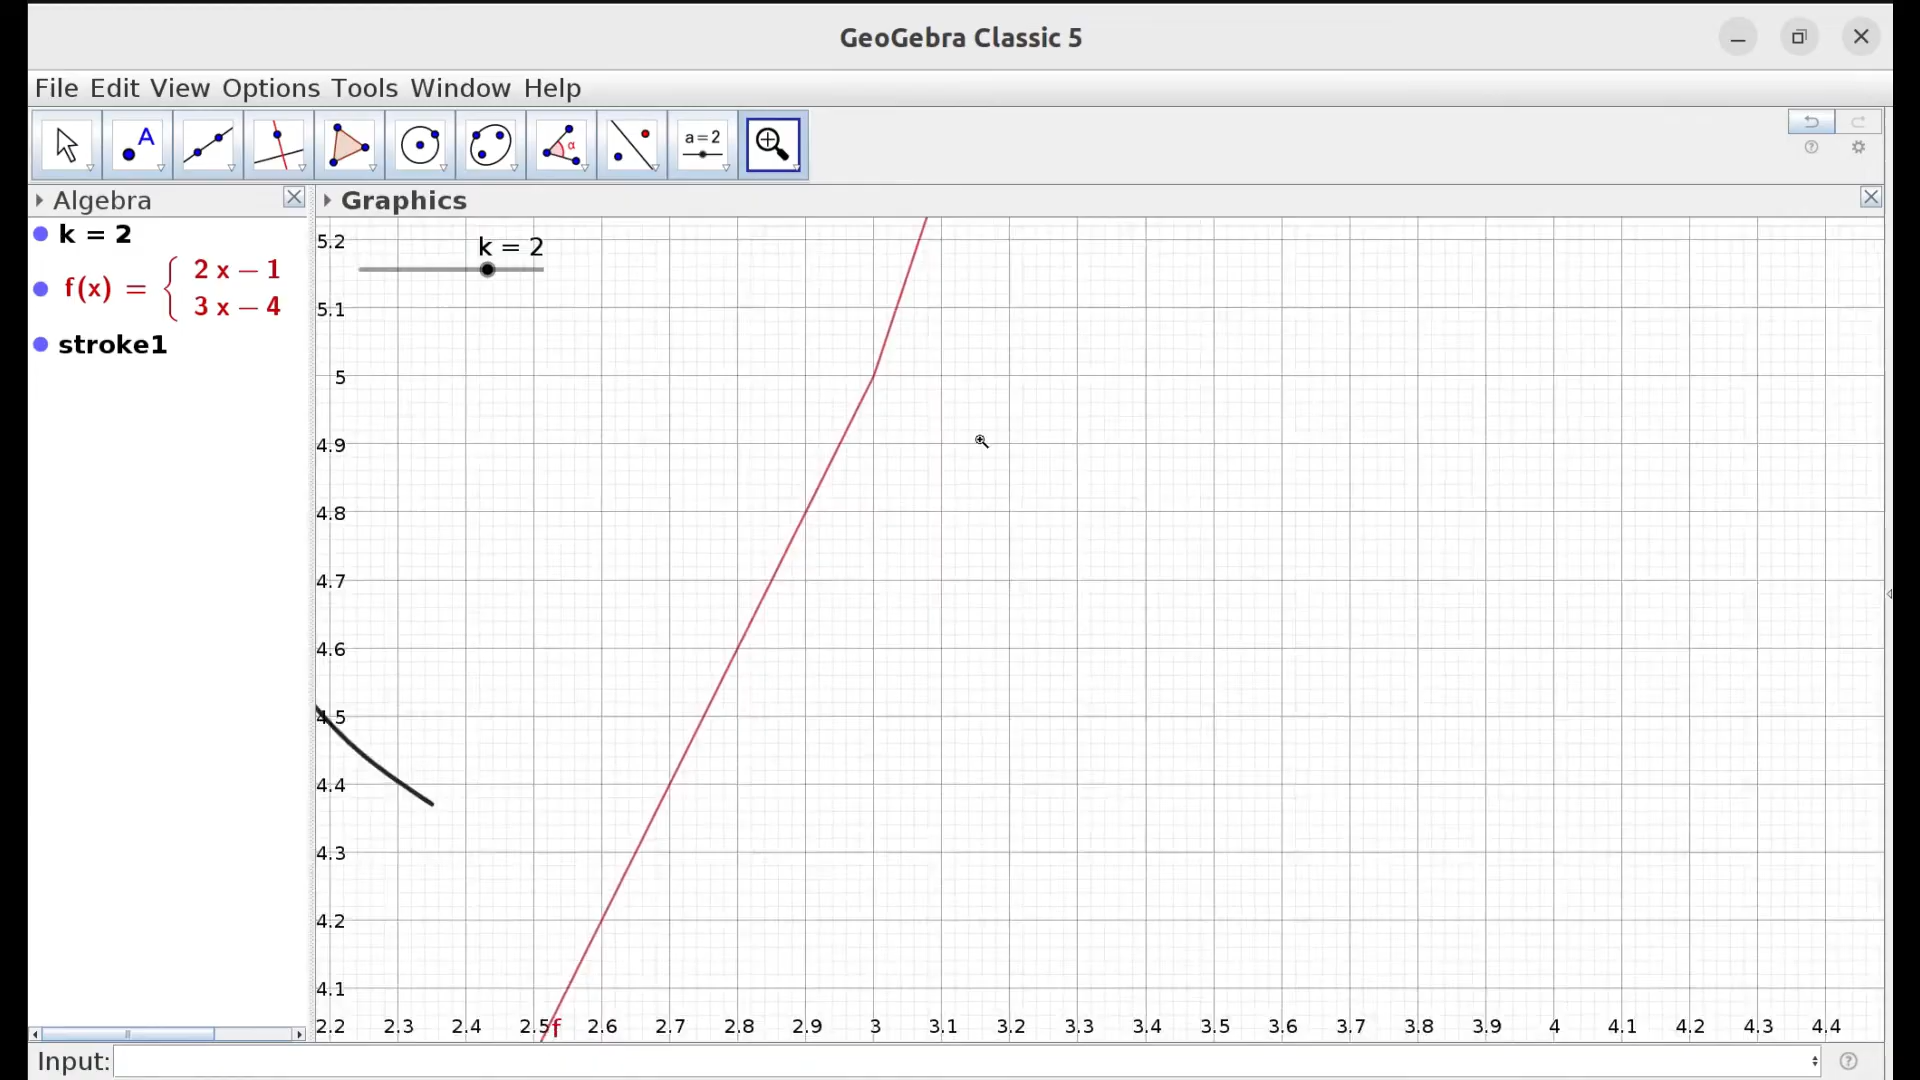 GeoGebra Classic 5
File Edit View Options Tools Window Help
A
α
a=2
Algebra
Graphics
k = 2
f(x) = { 2 x – 1
3 x – 4
stroke1
k = 2
5.2
5.1
5
4.9
4.8
4.7
4.6
4.5
4.4
4.3
4.2
4.1
2.2 2.3 2.4 2.5 f 2.6 2.7 2.8 2.9 3 3.1 3.2 3.3 3.4 3.5 3.6 3.7 3.8 3.9 4 4.1 4.2 4.3 4.4
Input: